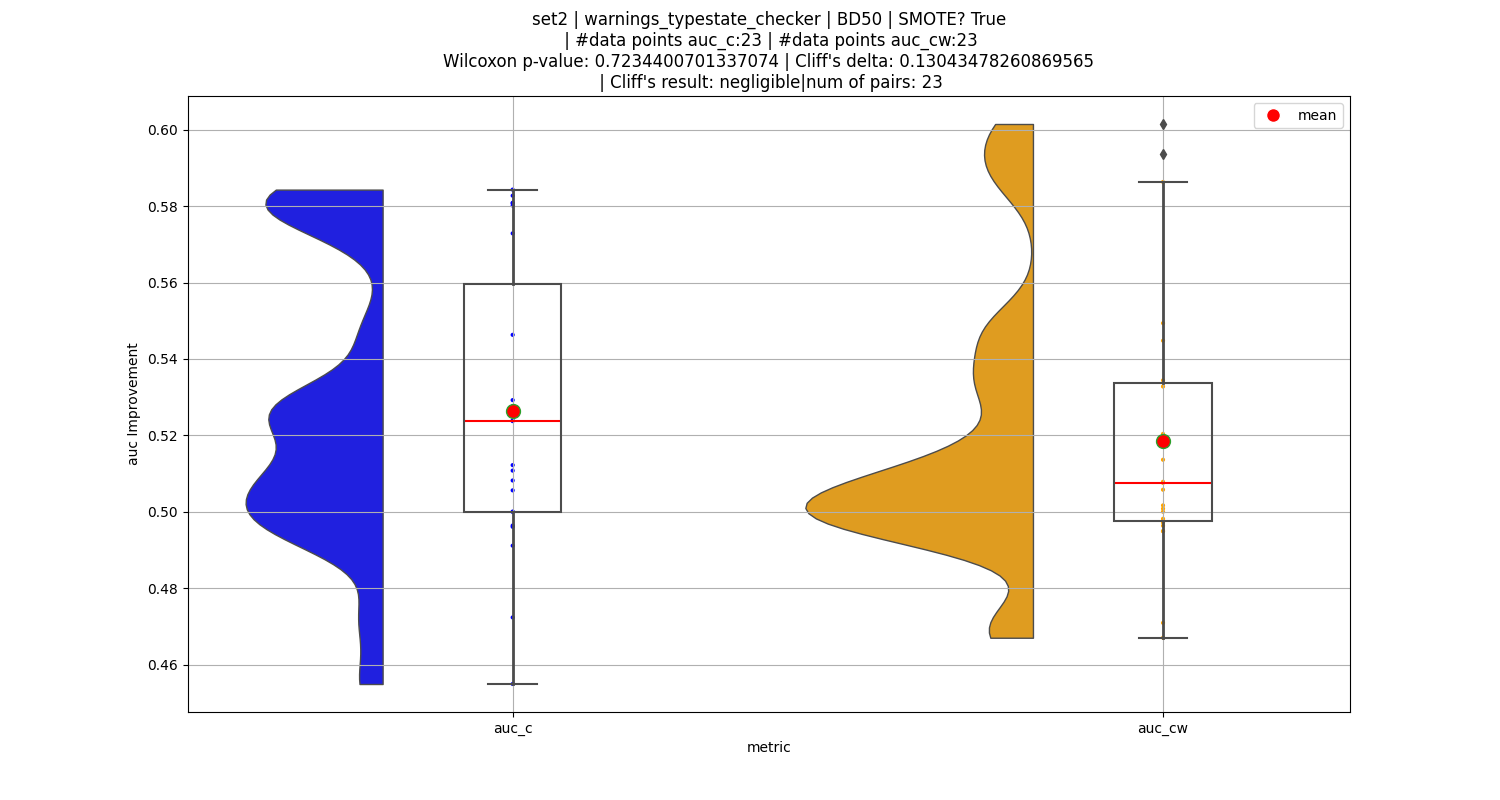 set2 | warnings_typestate_checker | BD50 | SMOTE? True
| #data points auc_c:23 | #data points auc_cw:23
Wilcoxon p-value: 0.7234400701337074 | Cliff's delta: 0.13043478260869565
| Cliff's result: negligible|num of pairs: 23
mean
0.60
0.58
0.56
0.54
0.52
0.50
0.48
0.46
auc Improvement
auc_c
auc_cw
metric